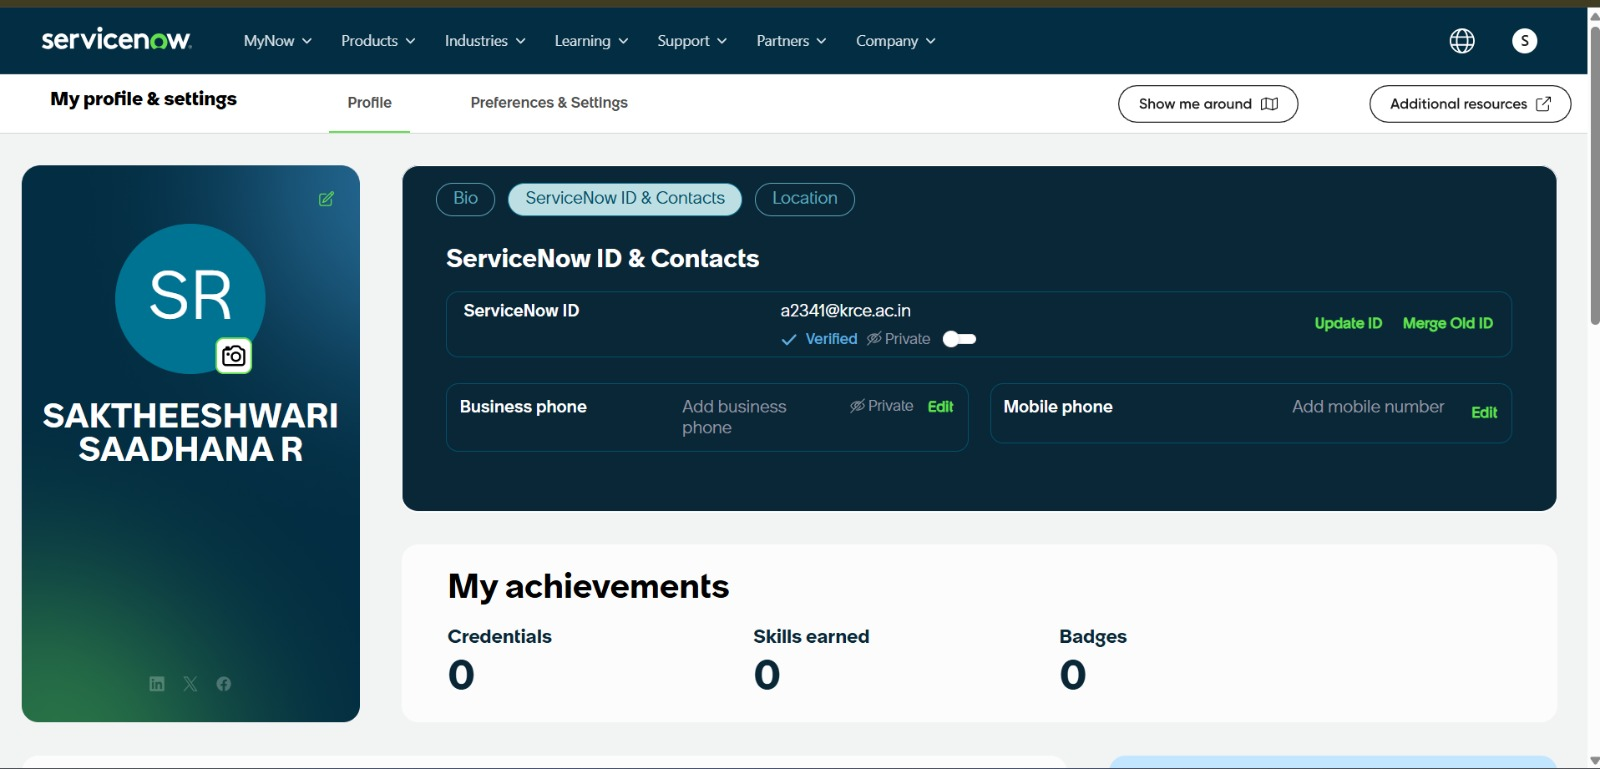 servicenow
MyNow Products Industries Learning Support Partners Company S
My profile & settings Profile Preferences & Settings Show me around Additional resources
SR
SAKTHEESHWARI
SAADHANA R
Bio ServiceNow ID & Contacts Location
ServiceNow ID & Contacts
ServiceNow ID a2341@krce.ac.in
Verified Private
Update ID Merge Old ID
Business phone Add business
phone
Private Edit
Mobile phone Add mobile number Edit
My achievements
Credentials Skills earned Badges
0 0 0